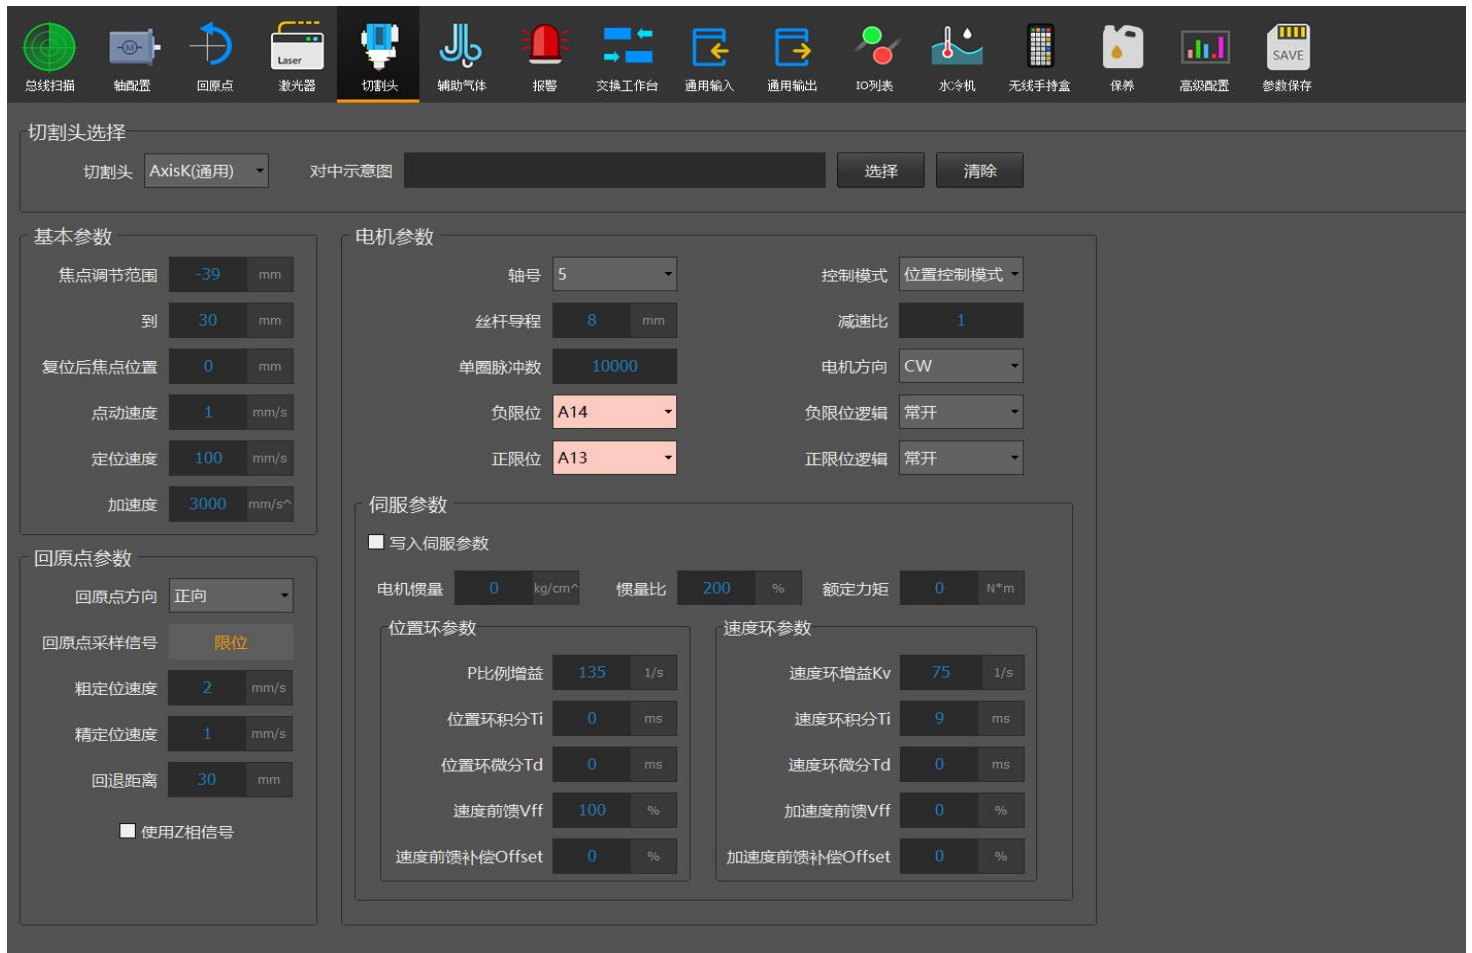 Laser
SAVE
总线扫描 轴配置 回原点 激光器 切割头 辅助气体 报警 交换工作台 通用输入 通用输出 IO列表 水冷机 无线手持盒 保养 高级配置 参数保存
切割头选择
切割头 AxisK(通用) 对中示意图 选择 清除
基本参数
焦点调节范围 -39 mm
到 30 mm
复位后焦点位置 0 mm
点动速度 1 mm/s
定位速度 100 mm/s
加速度 3000 mm/s^
回原点参数
回原点方向 正向
回原点采样信号 限位
粗定位速度 2 mm/s
精定位速度 1 mm/s
回退距离 30 mm
使用Z相信号
电机参数
轴号 5 控制模式 位置控制模式
丝杆导程 8 mm 减速比 1
单圈脉冲数 10000 电机方向 CW
负限位 A14 负限位逻辑 常开
正限位 A13 正限位逻辑 常开
伺服参数
写入伺服参数
电机惯量 0 kg/cm^ 惯量比 200 % 额定力矩 0 N*m
位置环参数
P比例增益 135 1/s
位置环积分Ti 0 ms
位置环微分Td 0 ms
速度前馈Vff 100 %
速度前馈补偿Offset 0 %
速度环参数
速度环增益Kv 75 1/s
速度环积分Ti 9 ms
速度环微分Td 0 ms
加速度前馈Vff 0 %
加速度前馈补偿Offset 0 %